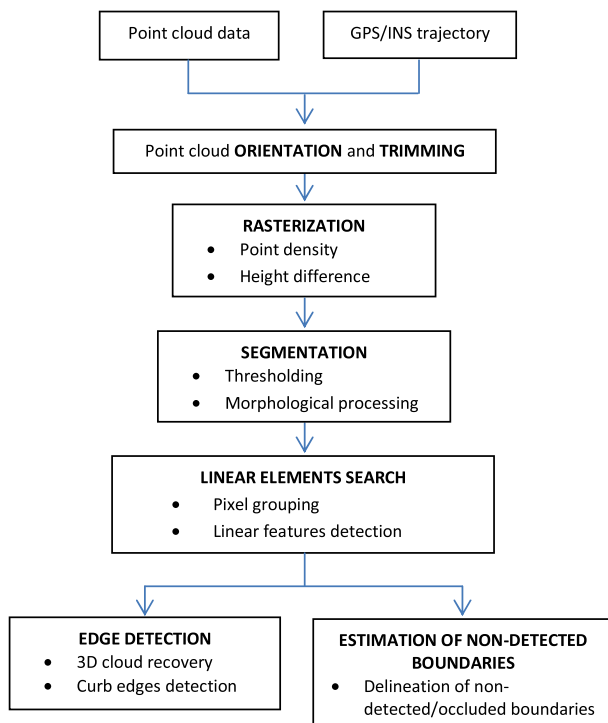 Point cloud data
GPS/INS trajectory
Point cloud ORIENTATION and TRIMMING
RASTERIZATION
• Point density
• Height difference
SEGMENTATION
• Thresholding
• Morphological processing
LINEAR ELEMENTS SEARCH
• Pixel grouping
• Linear features detection
EDGE DETECTION
• 3D cloud recovery
• Curb edges detection
ESTIMATION OF NON-DETECTED
BOUNDARIES
• Delineation of non-
detected/occluded boundaries